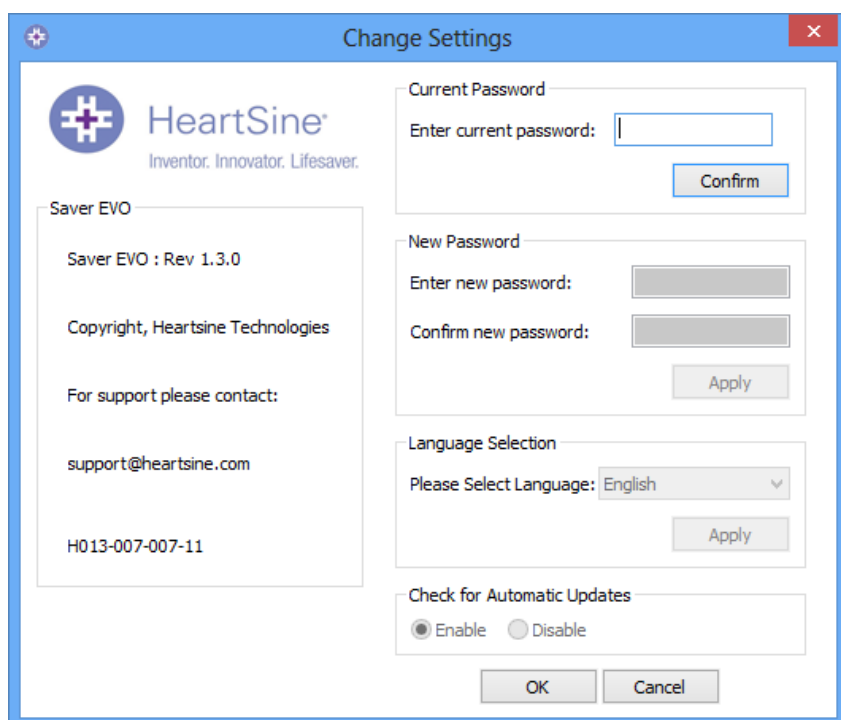 Change Settings
HeartSine®
Inventor. Innovator. Lifesaver.
Saver EVO
Saver EVO : Rev 1.3.0
Copyright, Heartsine Technologies
For support please contact:
support@heartsine.com
H013-007-007-11
Current Password
Enter current password:
Confirm
New Password
Enter new password:
Confirm new password:
Apply
Language Selection
Please Select Language: English
Apply
Check for Automatic Updates
Enable Disable
OK Cancel